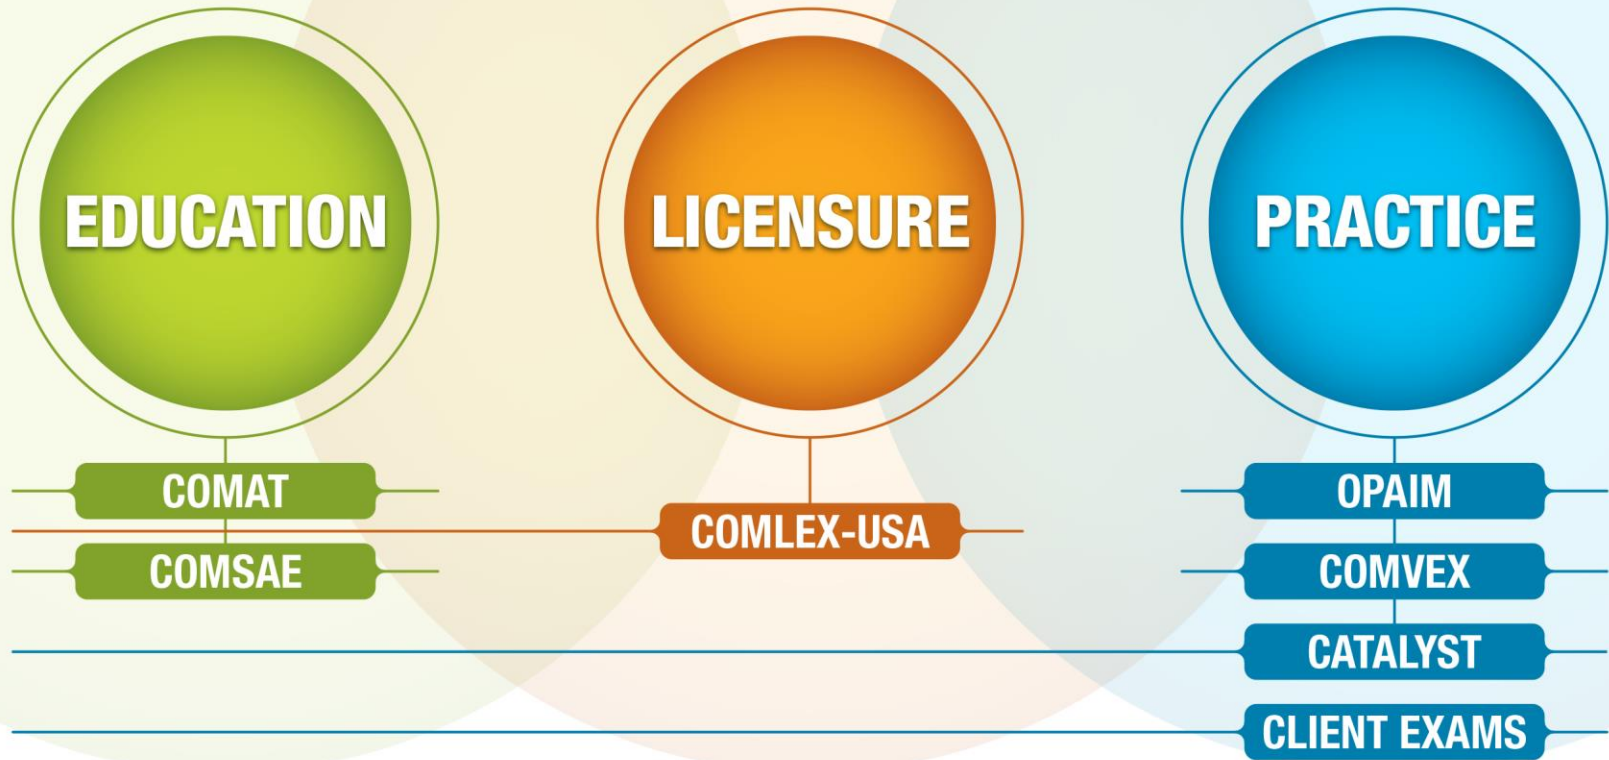 EDUCATION
LICENSURE
PRACTICE
COMAT
COMSAE
COMLEX-USA
OPAIM
COMVEX
CATALYST
CLIENT EXAMS